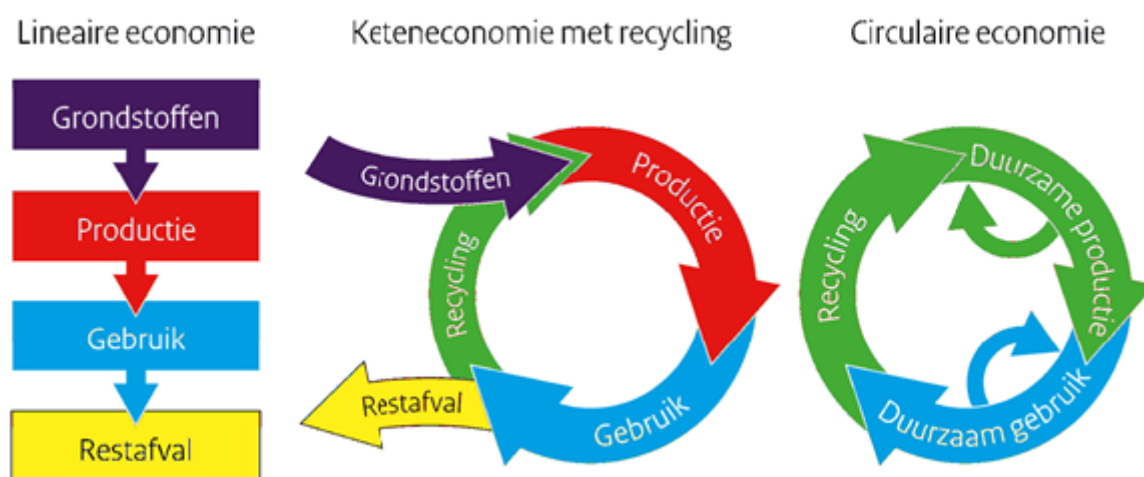 Lineaire economie
Grondstoffen
Productie
Gebruik
Restafval
Keteneconomie met recycling
Grondstoffen
Productie
Gebruik
Recycling
Restafval
Circulaire economie
Duurzame productie
Duurzaam gebruik
Recycling